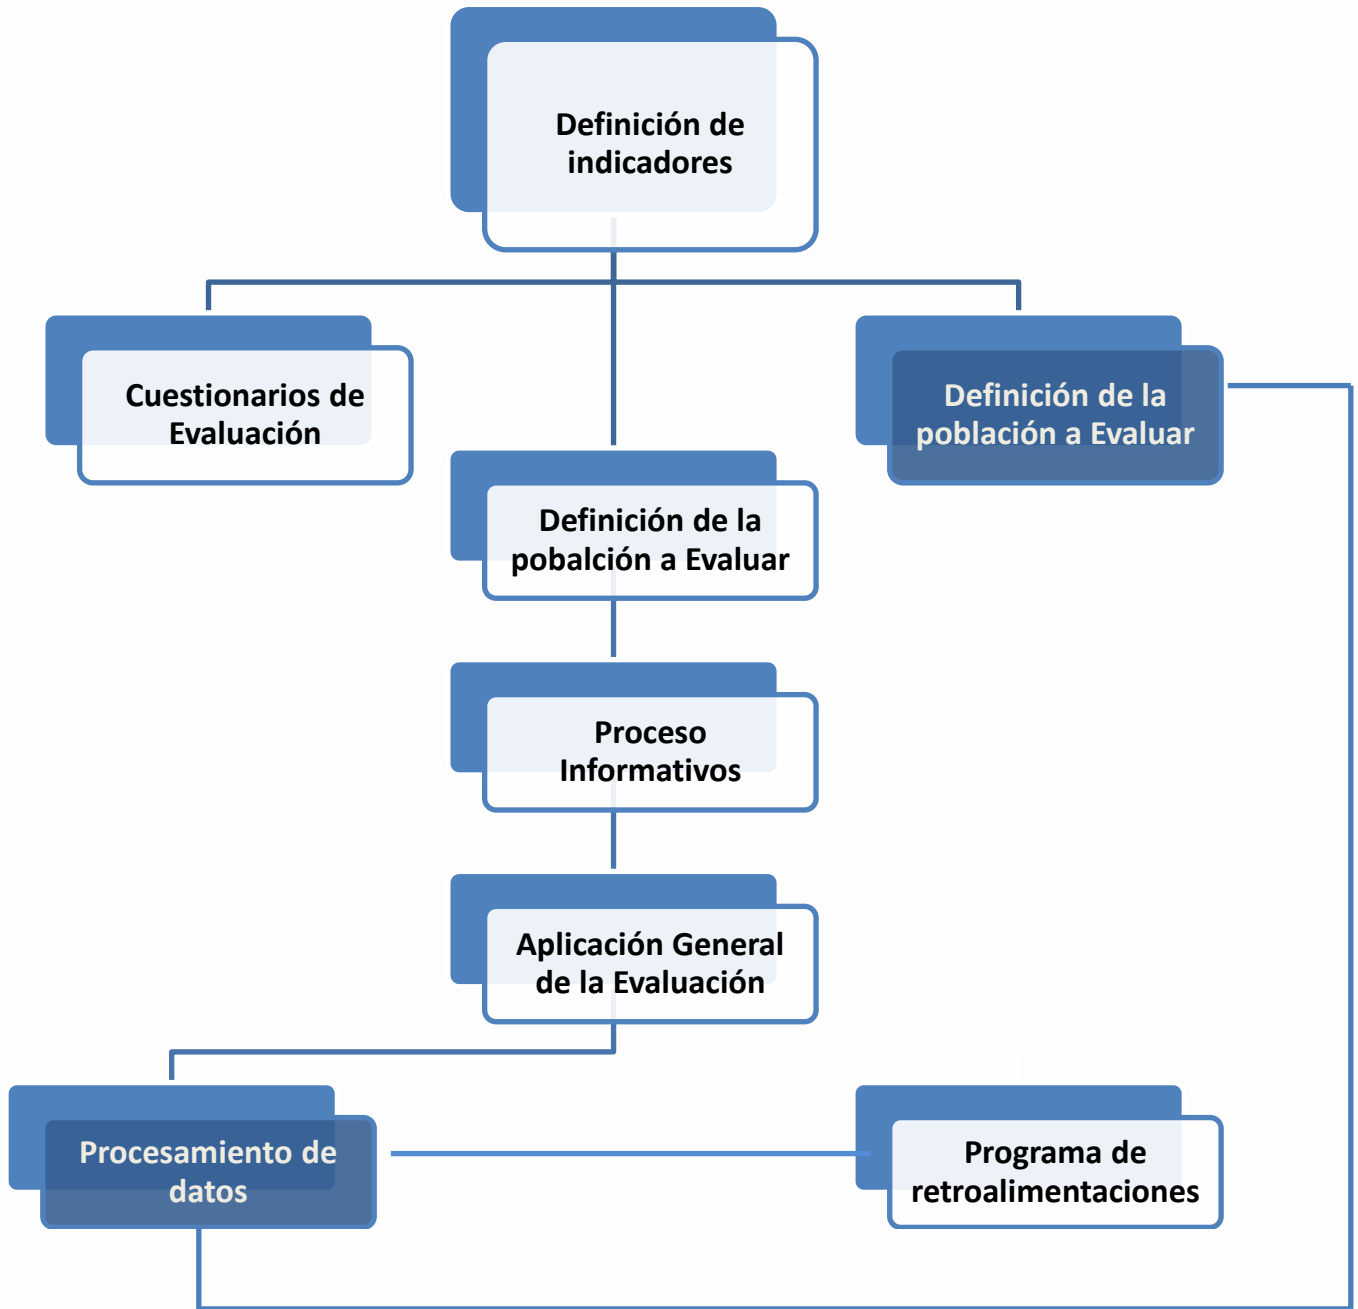 Definición de
indicadores
Cuestionarios de
Evaluación
Definición de la
población a Evaluar
Definición de la
pobalción a Evaluar
Proceso
Informativos
Aplicación General
de la Evaluación
Procesamiento de
datos
Programa de
retroalimentaciones